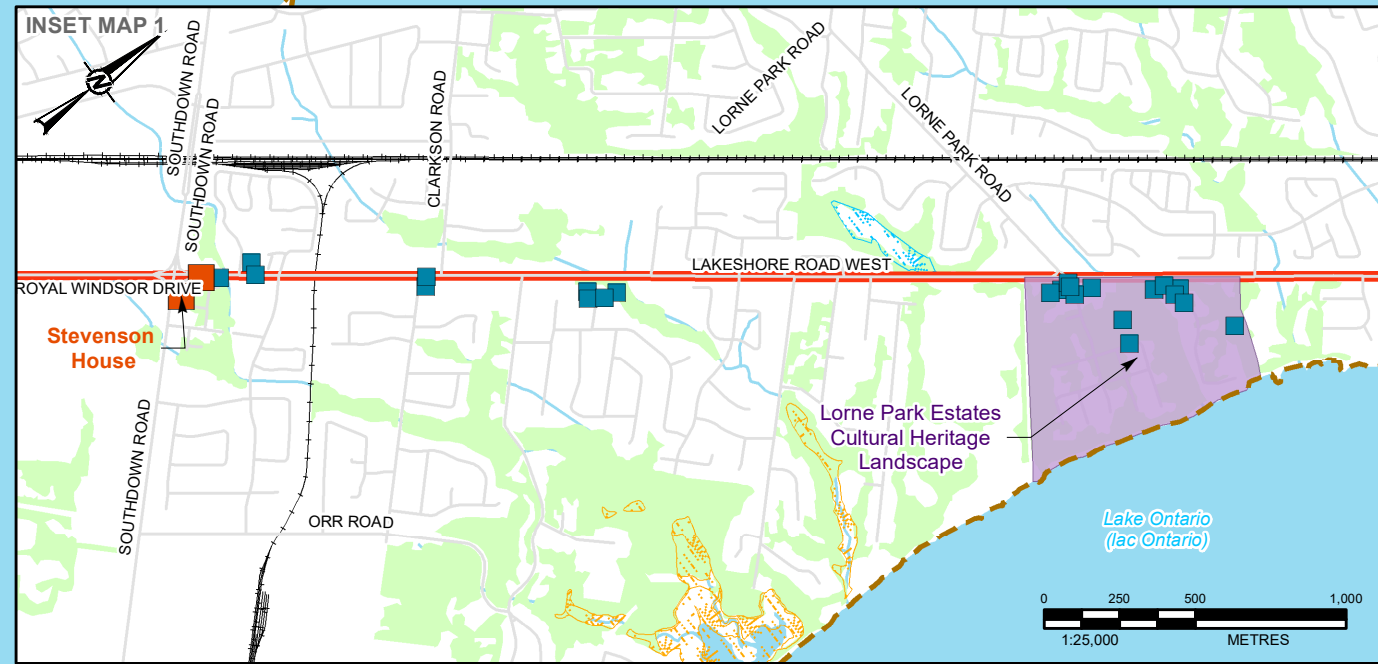 INSET MAP 1
N
SOUTHDOWN ROAD
SOUTHDOWN ROAD
CLARKSON ROAD
LORNE PARK ROAD
LORNE PARK ROAD
LAKESHORE ROAD WEST
ROYAL WINDSOR DRIVE
Stevenson
House
Lorne Park Estates
Cultural Heritage
Landscape
SOUTHDOWN ROAD
ORR ROAD
Lake Ontario
(lac Ontario)
0 250 500 1,000
1:25,000 METRES